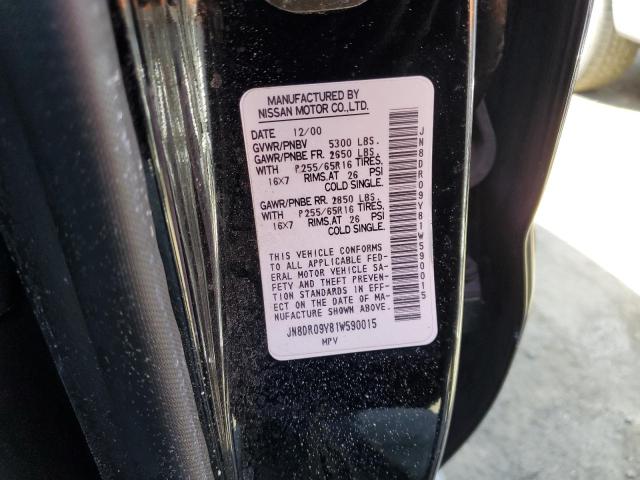 MANUFACTURED BY
NISSAN MOTOR CO.,LTD.
DATE 12/00
GVWR/PNBV 5300 LBS.
GAWR/PNBE FR. 2650 LBS.
WITH P255/65R16 TIRES,
16X7 RIMS.AT 26 PSI
COLD SINGLE.
GAWR/PNBE RR. 2850 LBS.
WITH P255/65R16 TIRES,
16X7 RIMS.AT 26 PSI
COLD SINGLE.
THIS VEHICLE CONFORMS
TO ALL APPLICABLE FED-
ERAL MOTOR VEHICLE SA-
FETY AND THEFT PREVEN-
TION STANDARDS IN EFF-
ECT ON THE DATE OF MA-
NUFACTURE SHOWN ABOVE.
JN8DR09Y81W590015
MPV
JN8DR09Y81W590015